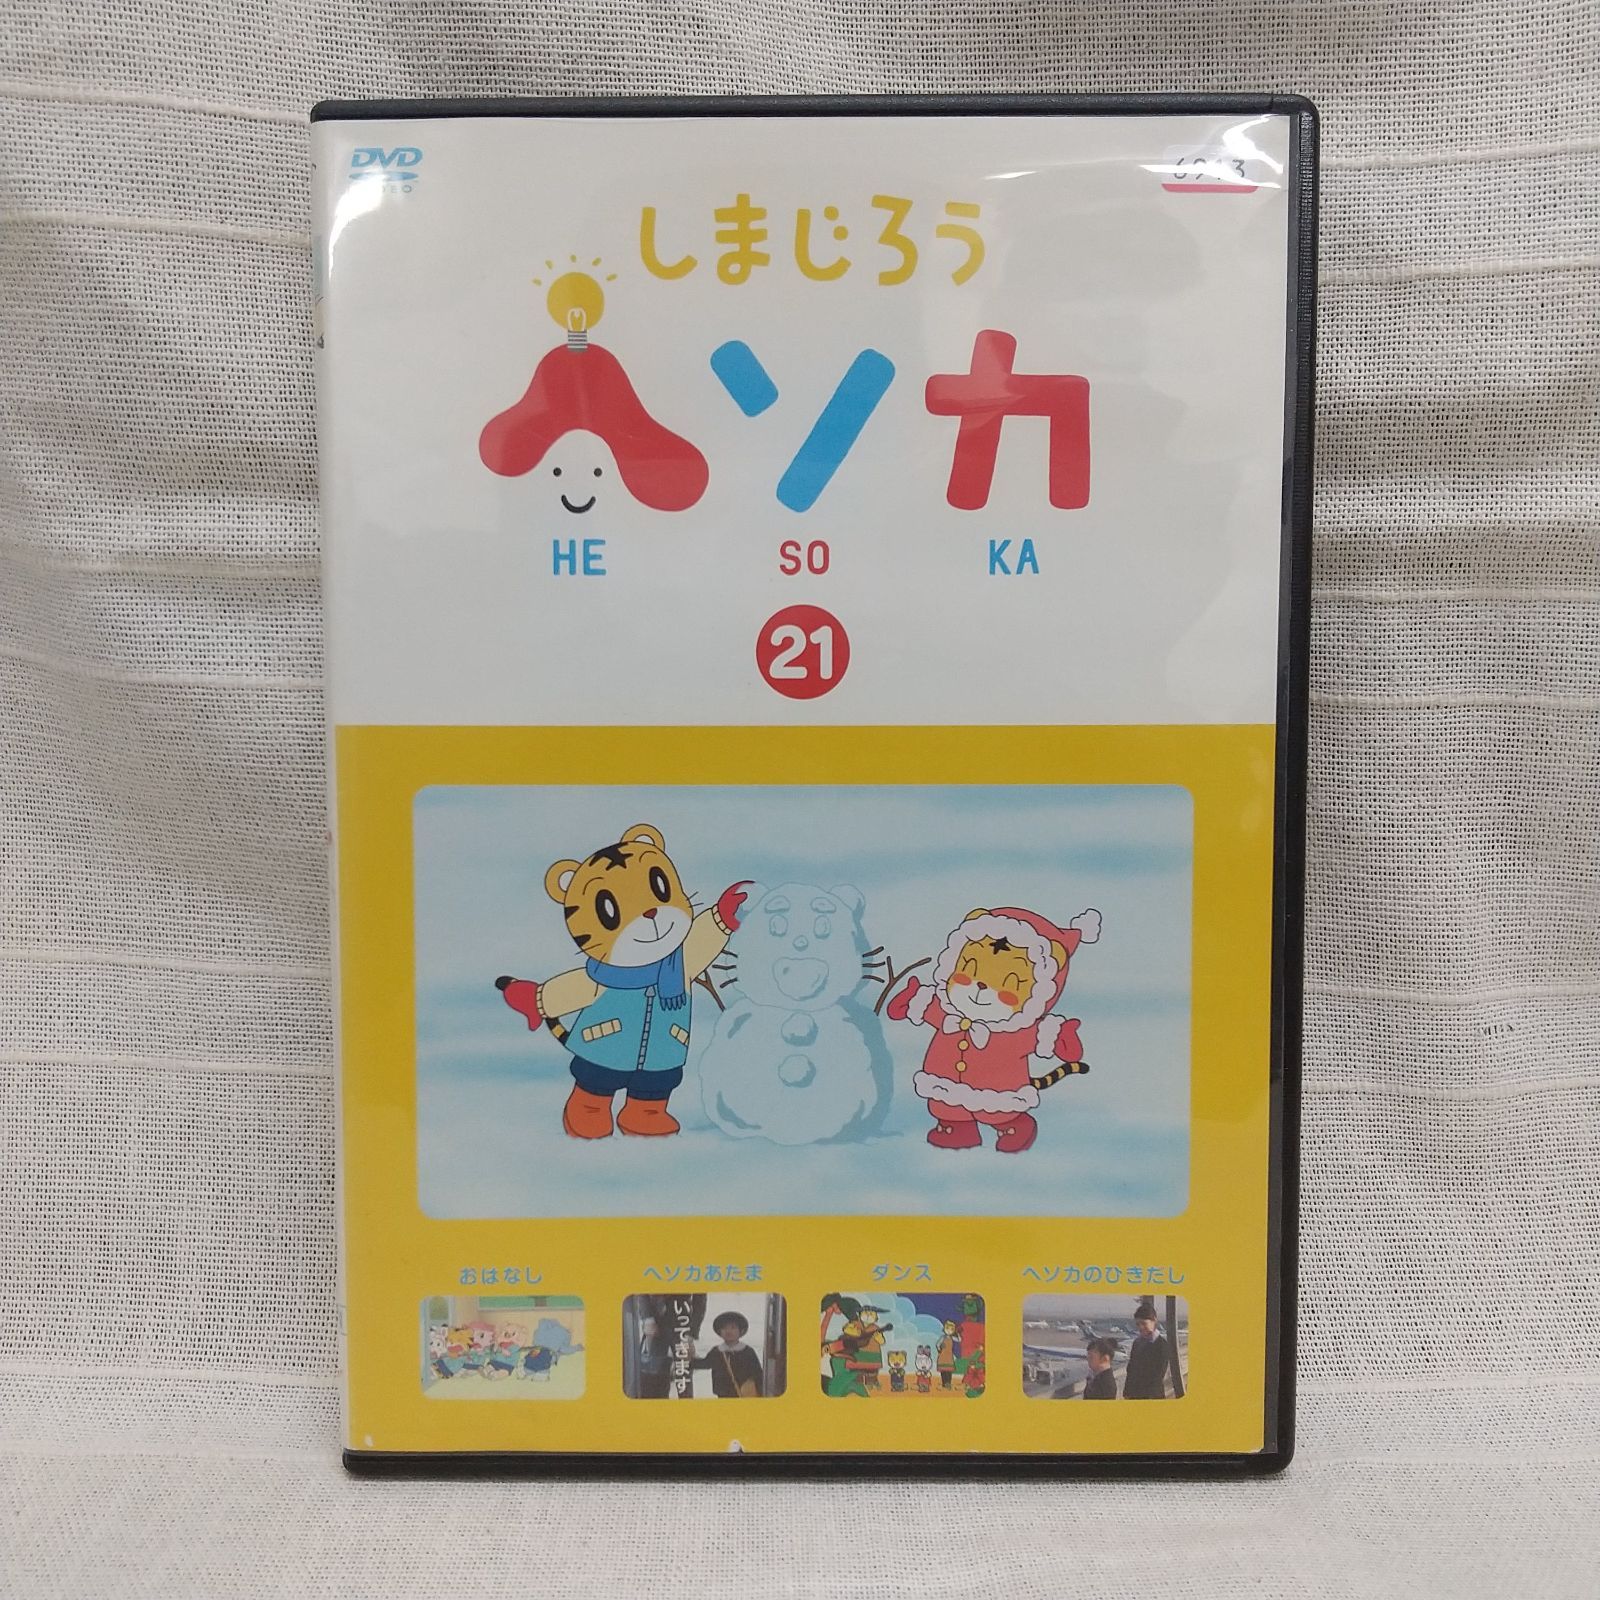 DVD
しまじろう
ヘソカ
HE SO KA
21
おはなし ヘソカあたま ダンス ヘソカのひきだし
いってきます